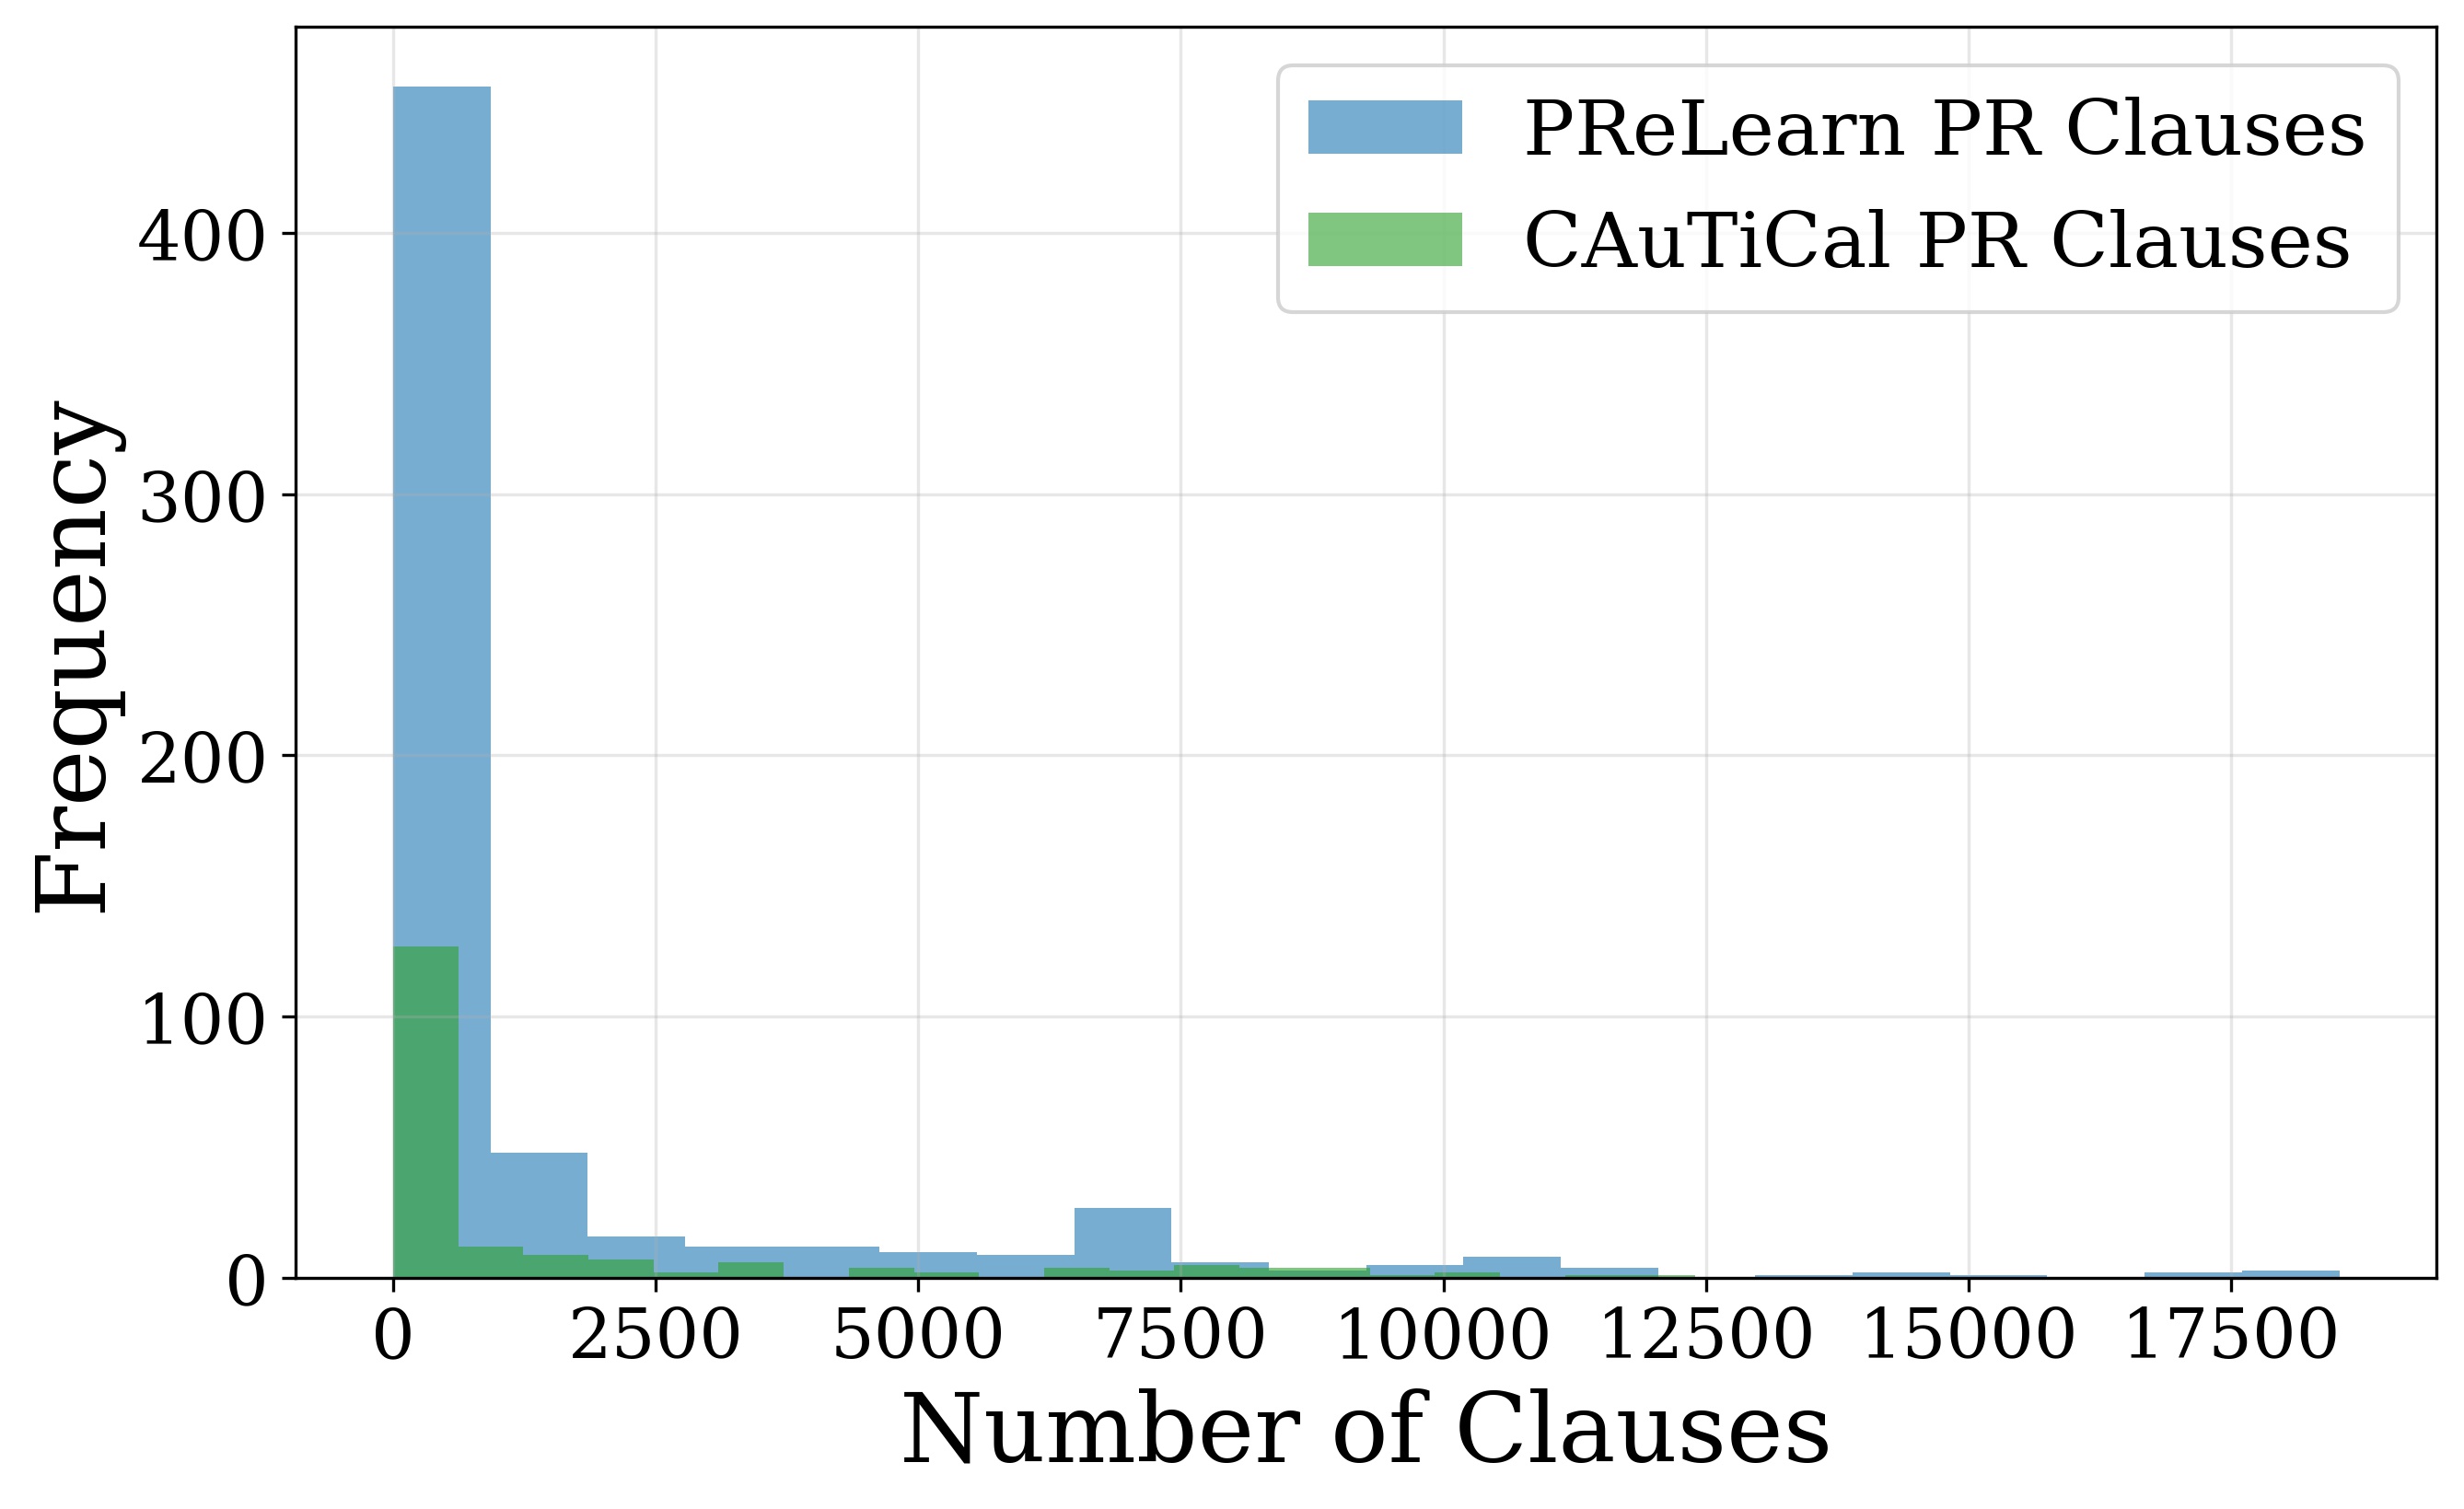 PReLearn PR Clauses
CAuTiCal PR Clauses
Frequency
400
300
200
100
0
0 2500 5000 7500 10000 12500 15000 17500
Number of Clauses